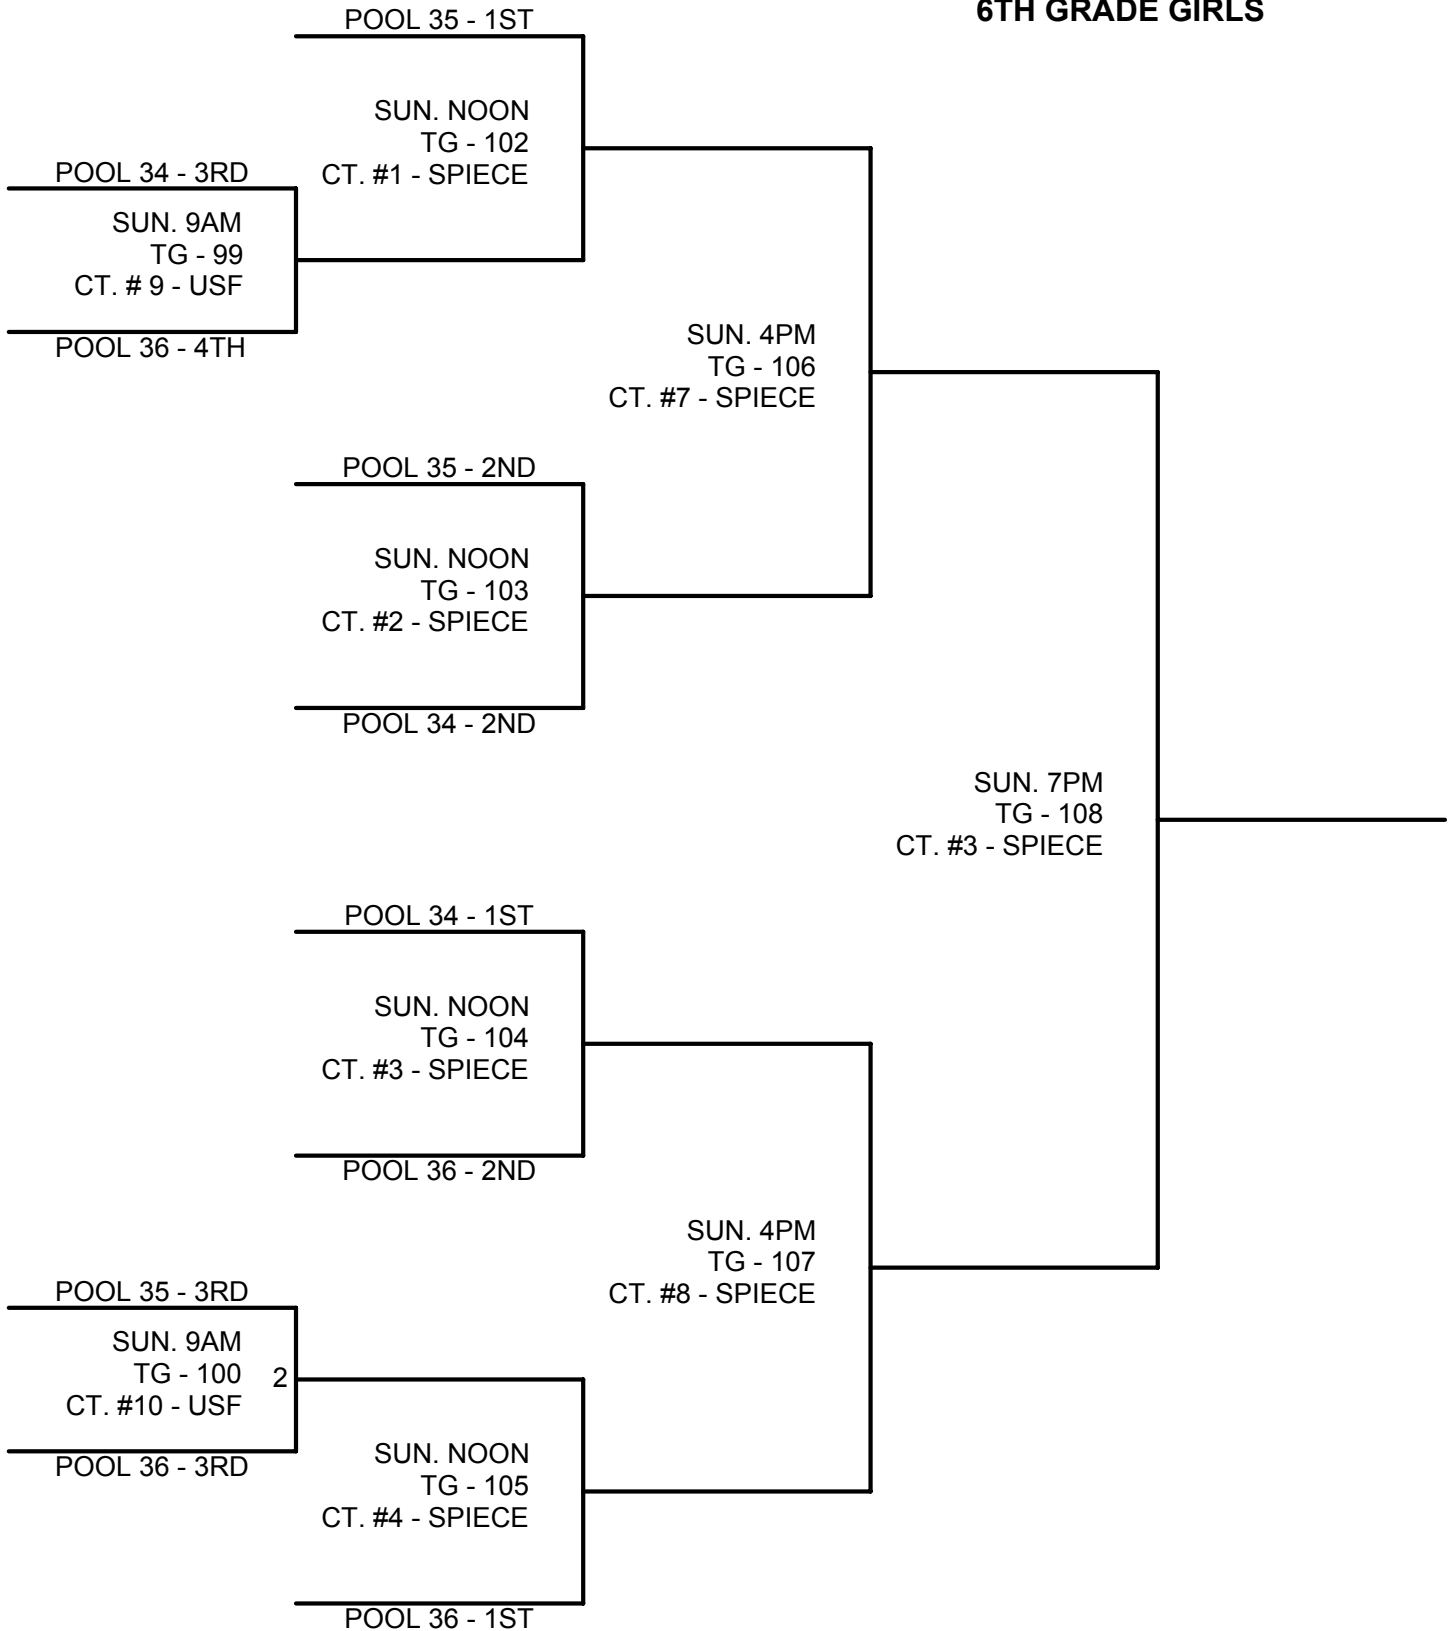 6TH GRADE GIRLS
POOL 35 - 1ST
SUN. NOON
TG - 102
CT. #1 - SPIECE
POOL 34 - 3RD
SUN. 9AM
TG - 99
CT. # 9 - USF
POOL 36 - 4TH
SUN. 4PM
TG - 106
CT. #7 - SPIECE
POOL 35 - 2ND
SUN. NOON
TG - 103
CT. #2 - SPIECE
POOL 34 - 2ND
SUN. 7PM
TG - 108
CT. #3 - SPIECE
POOL 34 - 1ST
SUN. NOON
TG - 104
CT. #3 - SPIECE
POOL 36 - 2ND
SUN. 4PM
TG - 107
CT. #8 - SPIECE
POOL 35 - 3RD
SUN. 9AM
TG - 100 2
CT. #10 - USF
POOL 36 - 3RD
SUN. NOON
TG - 105
CT. #4 - SPIECE
POOL 36 - 1ST